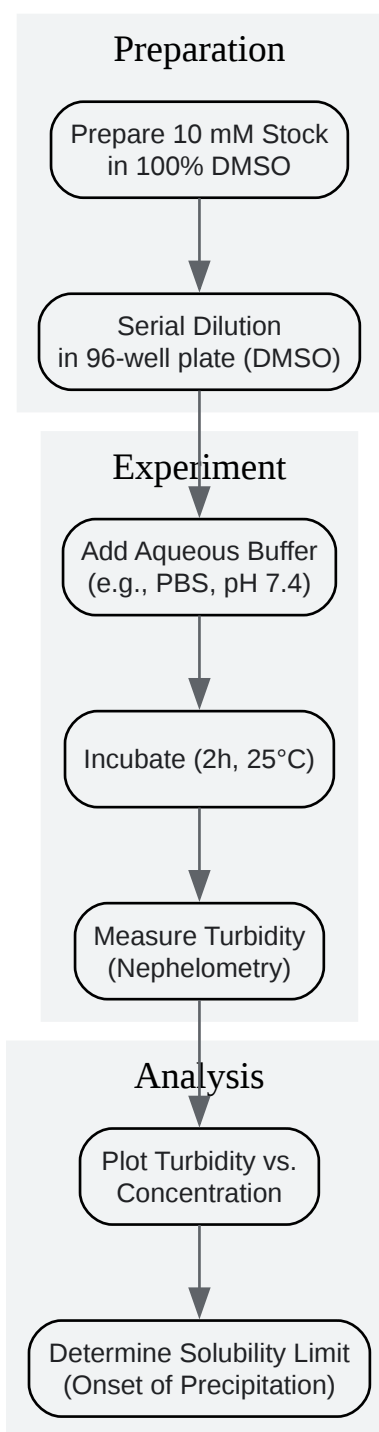 Preparation
Prepare 10 mM Stock
in 100% DMSO
Serial Dilution
in 96-well plate (DMSO)
Experiment
Add Aqueous Buffer
(e.g., PBS, pH 7.4)
Incubate (2h, 25°C)
Measure Turbidity
(Nephelometry)
Analysis
Plot Turbidity vs.
Concentration
Determine Solubility Limit
(Onset of Precipitation)